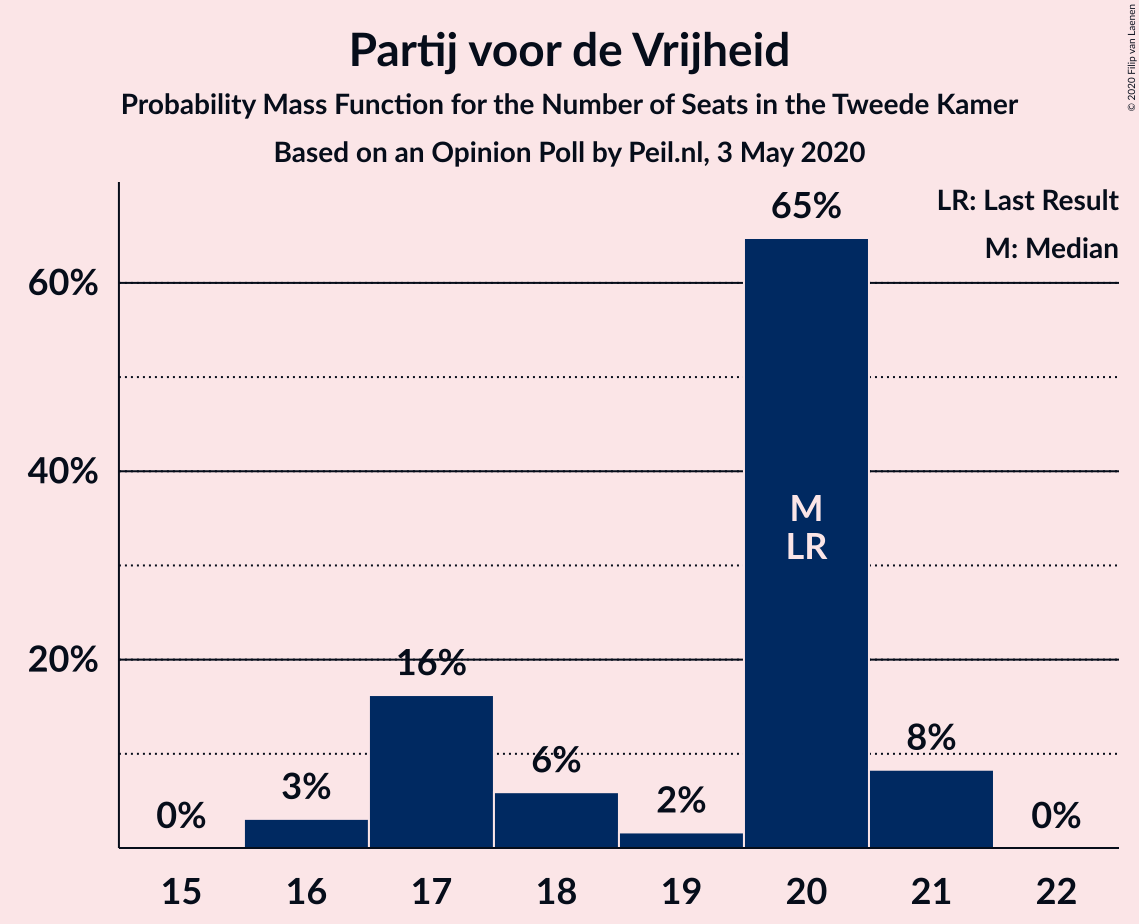 Partij voor de Vrijheid
Probability Mass Function for the Number of Seats in the Tweede Kamer
Based on an Opinion Poll by Peil.nl, 3 May 2020
© 2020 Filip van Laenen
LR: Last Result
M: Median
60%
40%
20%
0%
3%
16%
6%
2%
65%
8%
0%
M
LR
15 16 17 18 19 20 21 22